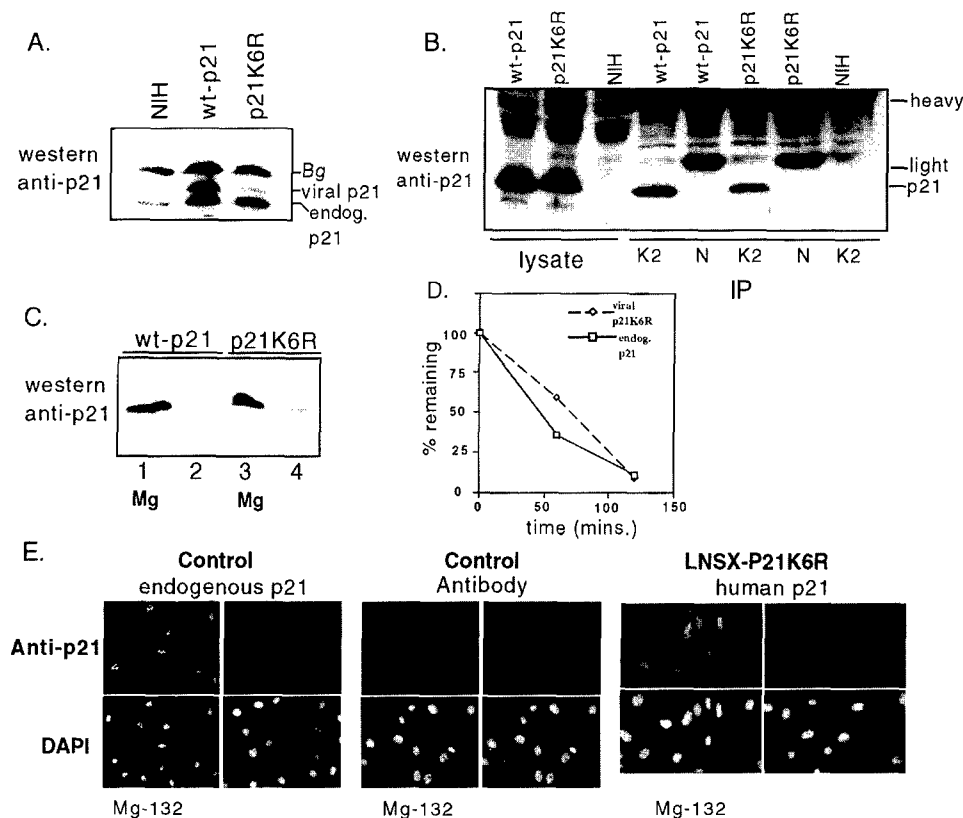 A.
NIH
wt-p21
p21K6R
western
anti-p21
Bg
viral p21
endog.
p21
B.
wt-p21
p21K6R
NIH
wt-p21
wt-p21
p21K6R
p21K6R
NIH
western
anti-p21
heavy
light
p21
lysate
K2
N
K2
N
K2
IP
C.
wt-p21
p21K6R
western
anti-p21
1
2
3
4
Mg
Mg
D.
viral
p21K6R
endog.
p21
% remaining
100
75
50
25
0
0
50
100
150
time (mins.)
E.
Control
endogenous p21
Control
Antibody
LNSX-P21K6R
human p21
Anti-p21
DAPI
Mg-132
Mg-132
Mg-132